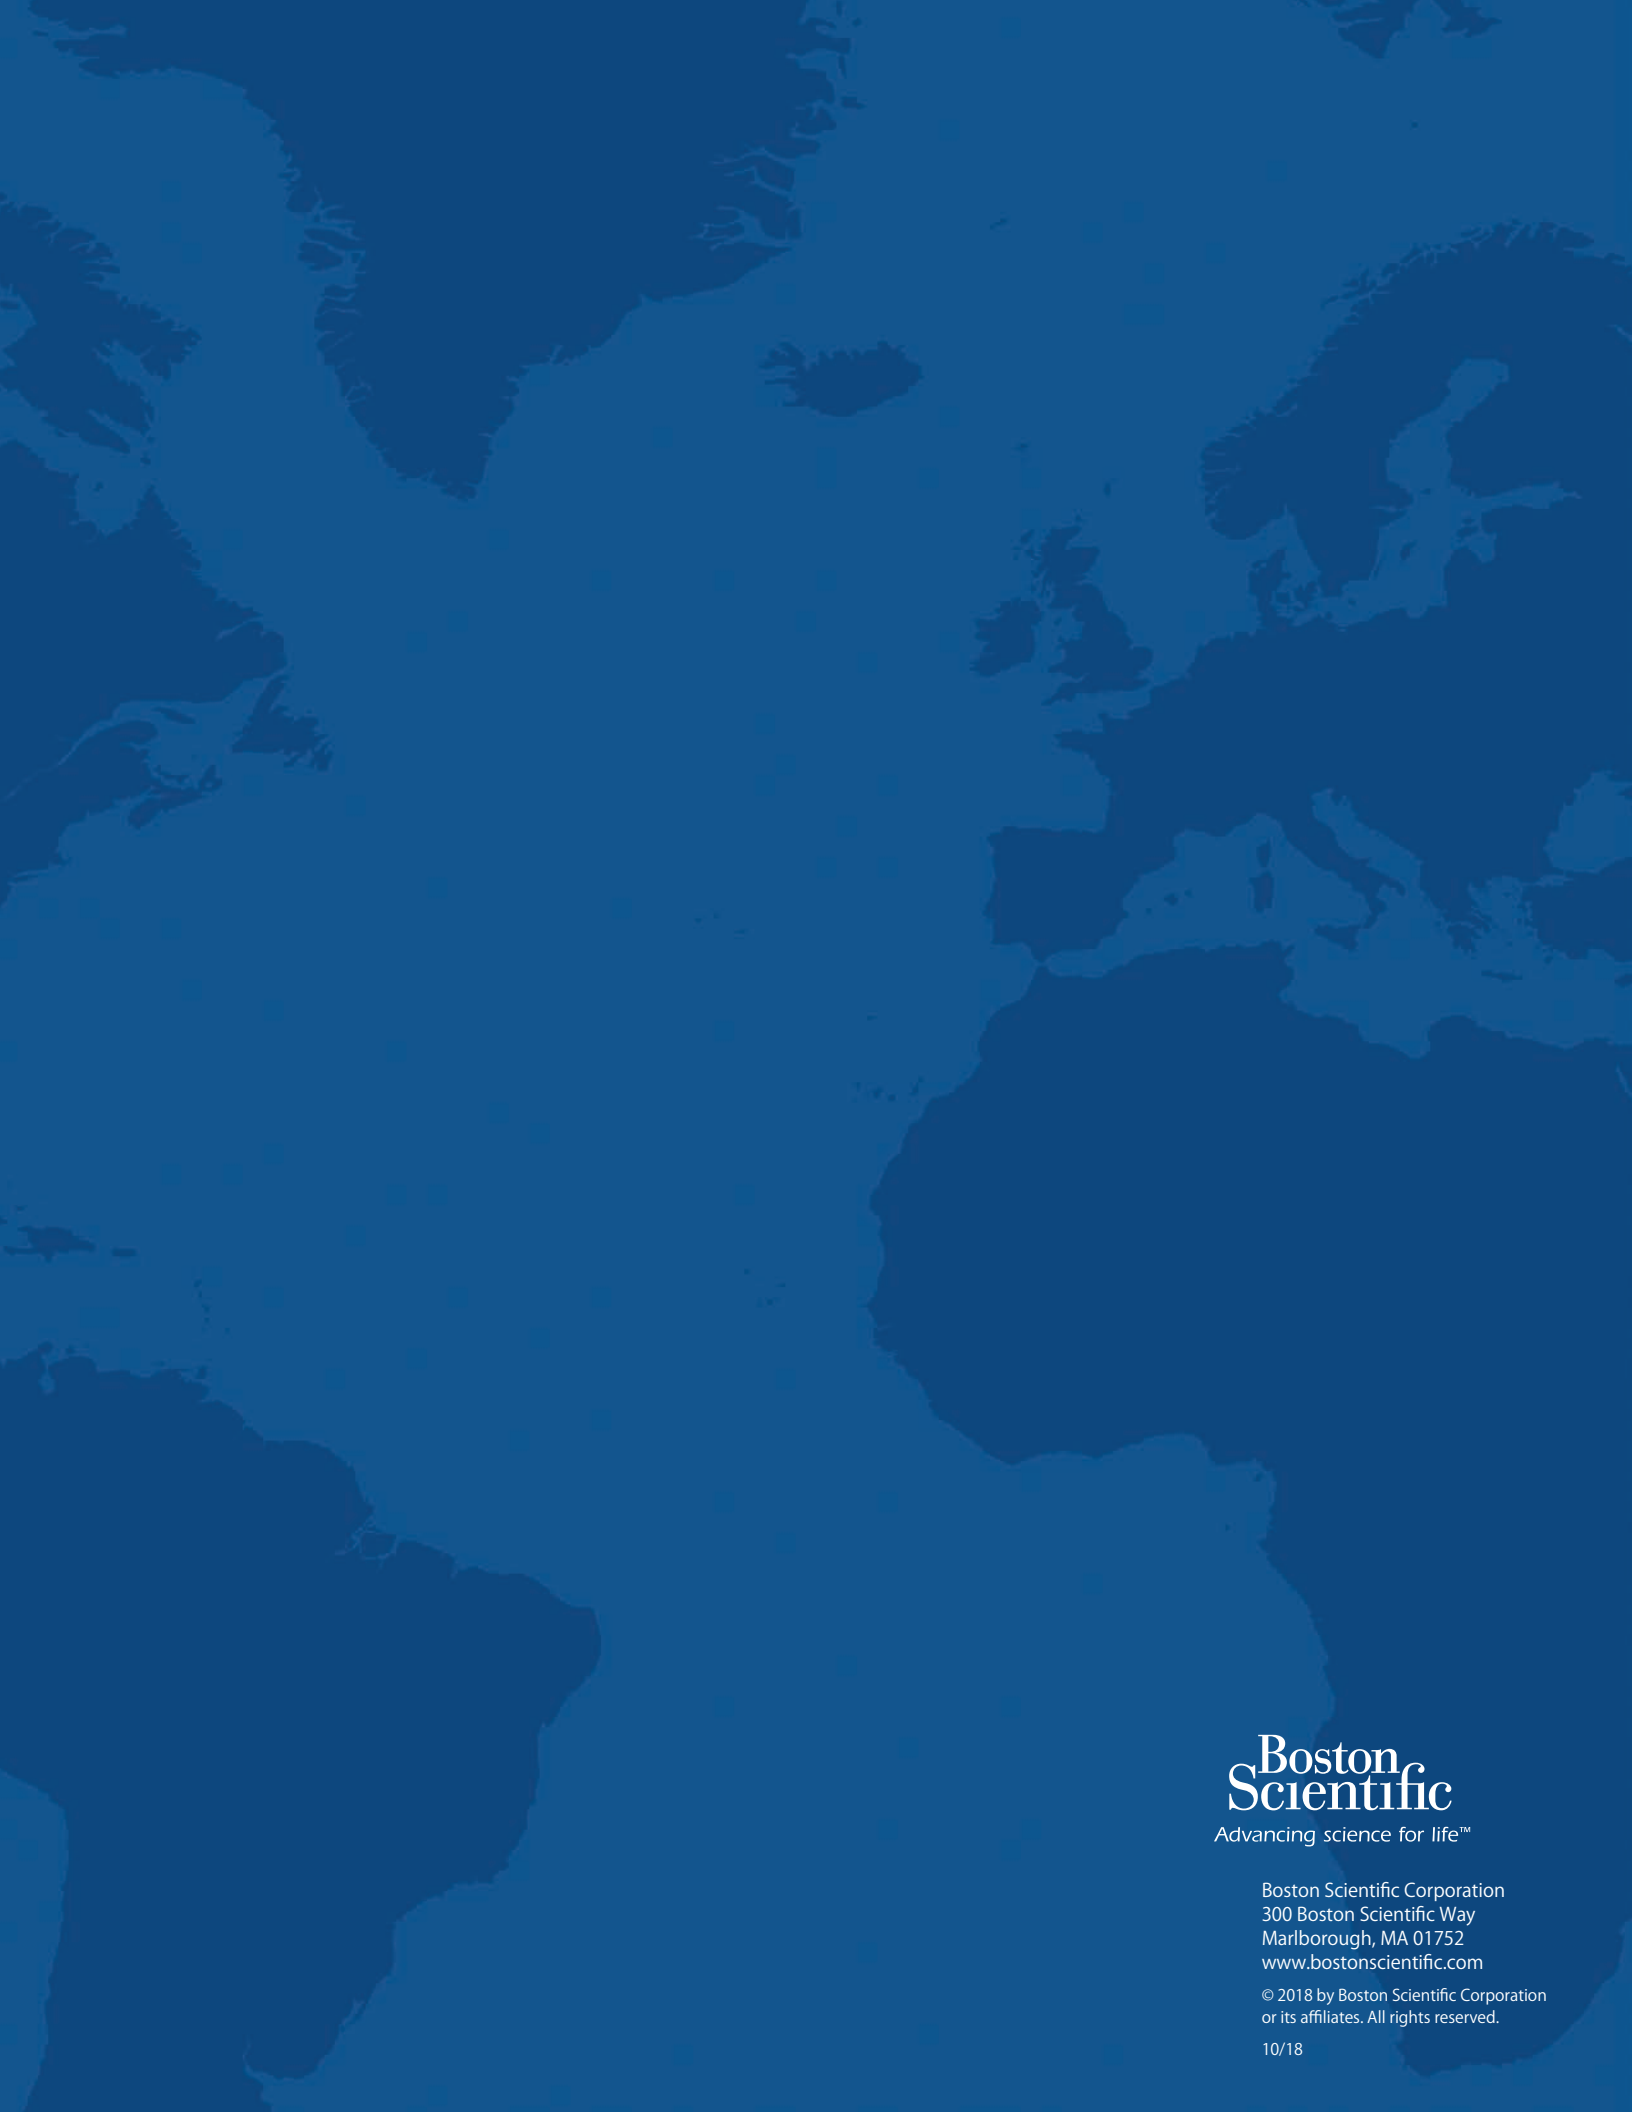 Boston
Scientific
Advancing science for life™
Boston Scientific Corporation
300 Boston Scientific Way
Marlborough, MA 01752
www.bostonscientific.com
© 2018 by Boston Scientific Corporation
or its affiliates. All rights reserved.
10/18